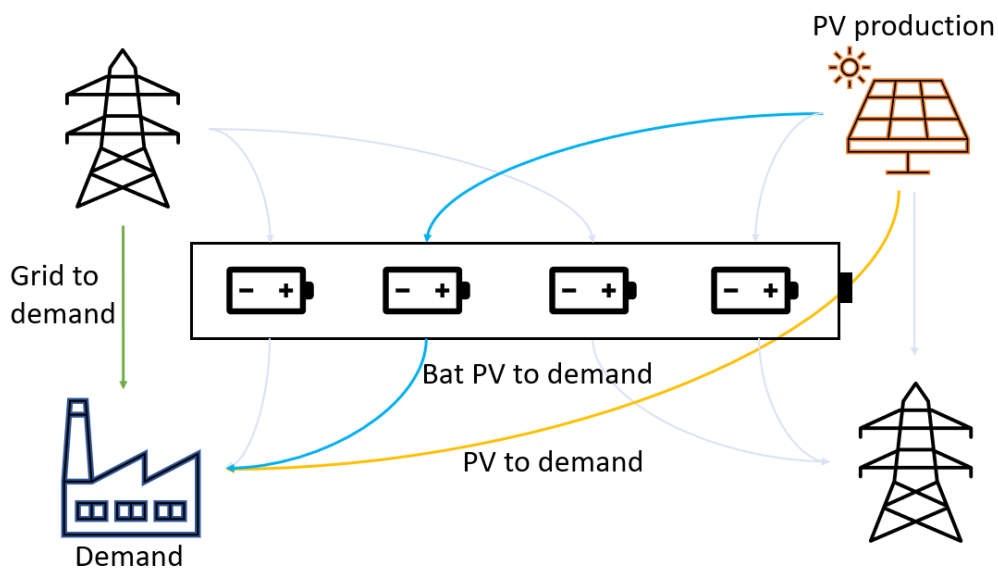 PV production
Grid to
demand
Bat PV to demand
PV to demand
Demand